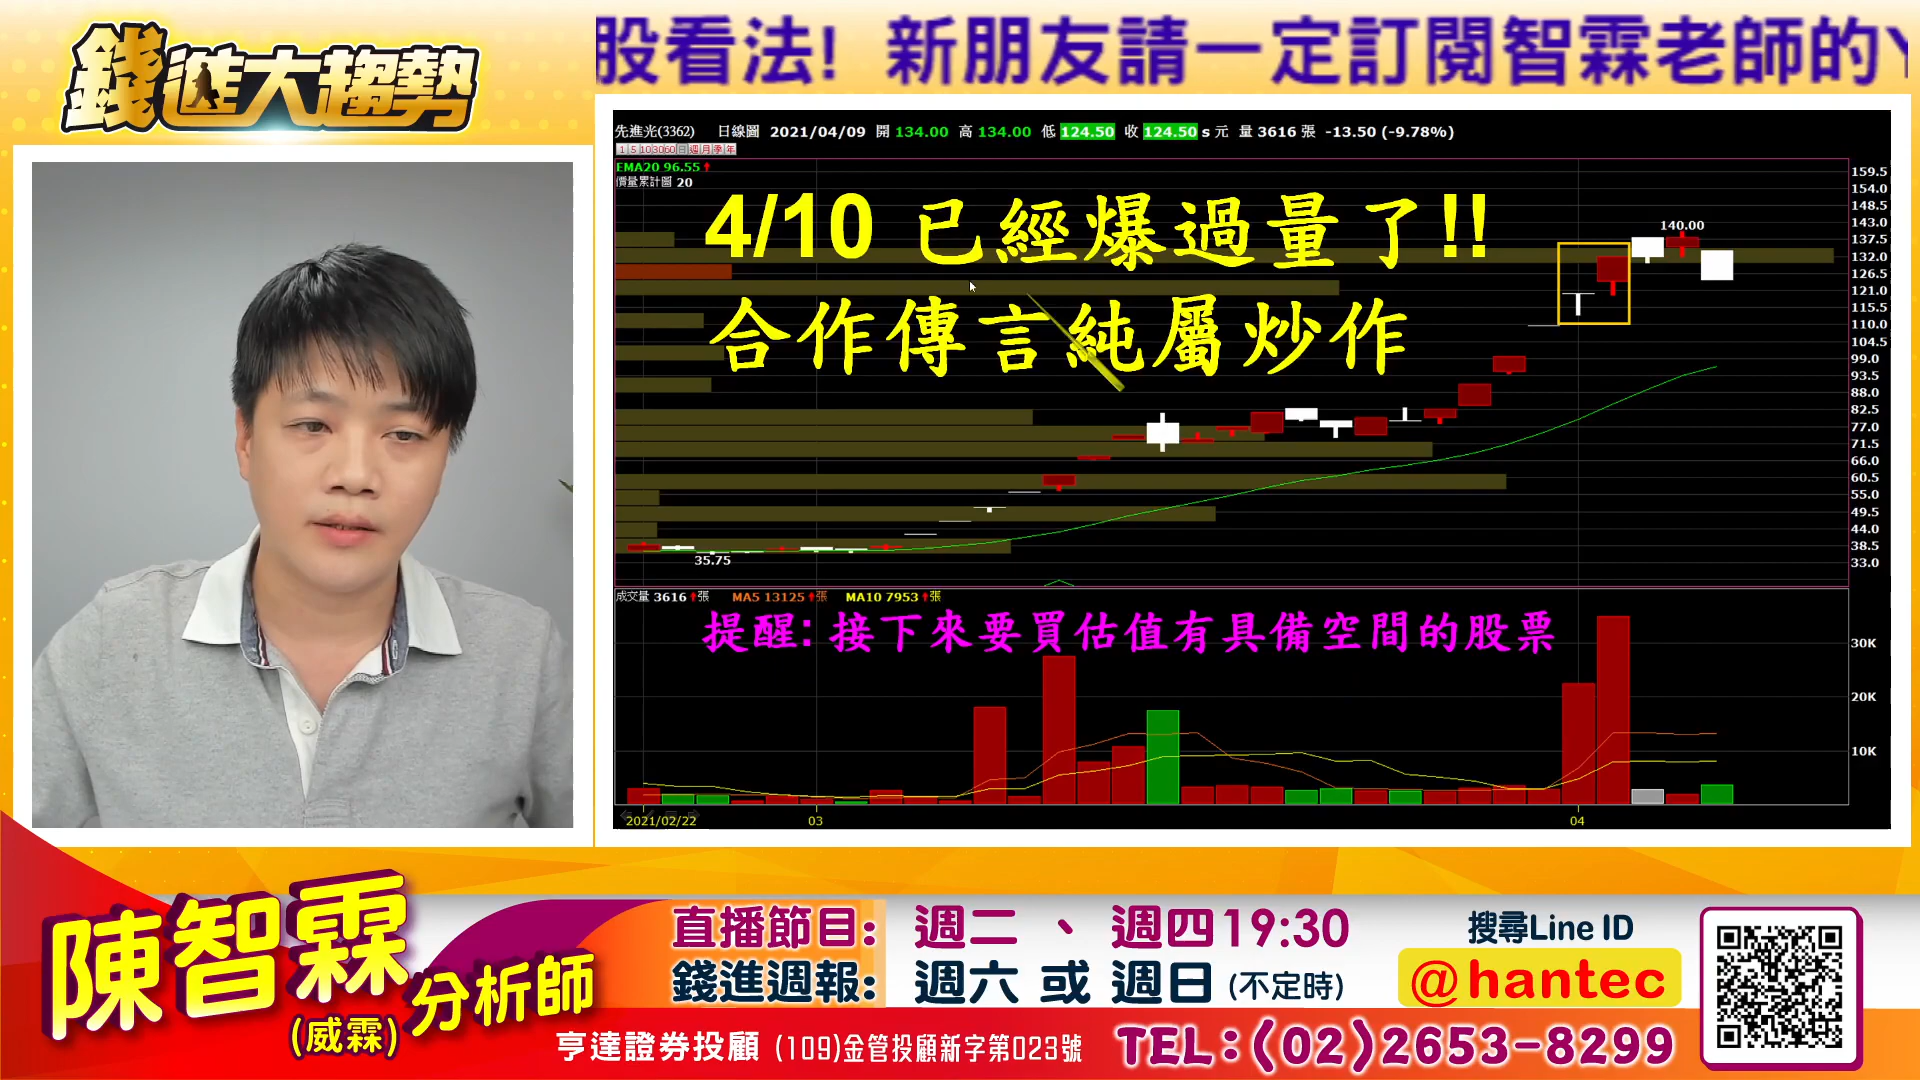 錢進大趨勢
股看法! 新朋友請一定訂閱智霖老師的Y
先進光(3362) 日線圖 2021/04/09 開 134.00 高 134.00 低 124.50 收 124.50 s 元 量 3616 張 -13.50 (-9.78%)
1 5 10 30 60 日 週 月 季 年
EMA20 96.55
價量累計圖 20
4/10 已經爆過量了!!
合作傳言純屬炒作
140.00
35.75
159.5
154.0
148.5
143.0
137.5
132.0
126.5
121.0
115.5
110.0
104.5
99.0
93.5
88.0
82.5
77.0
71.5
66.0
60.5
55.0
49.5
44.0
38.5
33.0
成交量 3616 張 MA5 13125 張 MA10 7953 張
提醒: 接下來要買估值有具備空間的股票
30K
20K
10K
2021/02/22 03 04
陳智霖
(威霖)
分析師
直播節目: 週二 、 週四19:30
錢進週報: 週六 或 週日 (不定時)
搜尋Line ID
@hantec
亨達證券投顧 (109)金管投顧新字第023號
TEL:(02)2653-8299